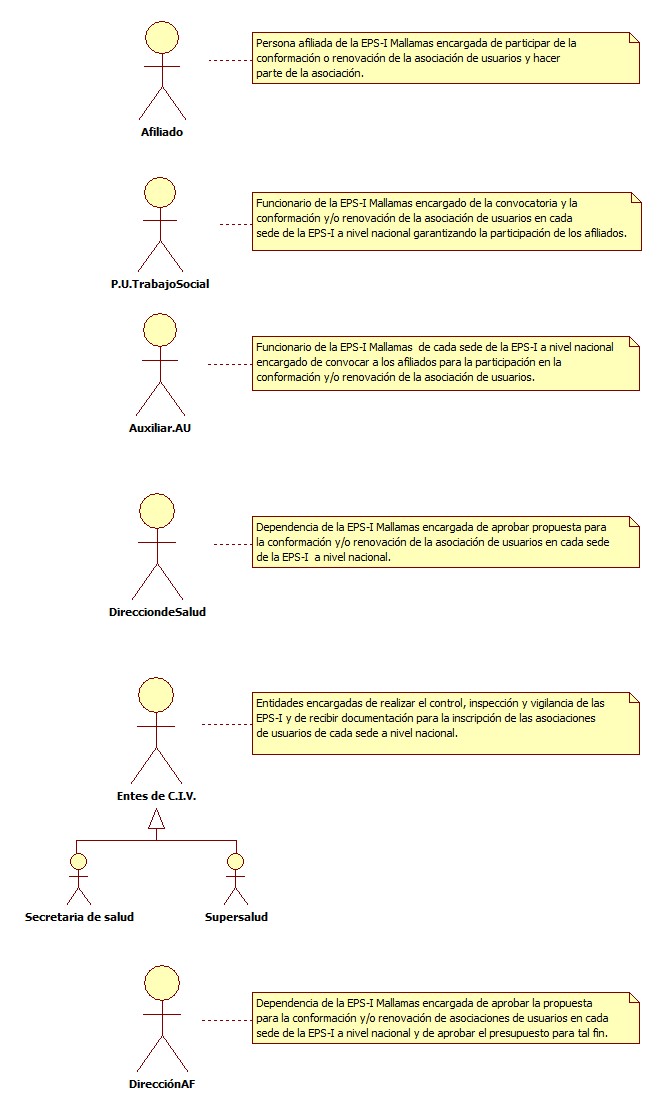 Persona afiliada de la EPS-I Mallamas encargada de participar de la
conformación o renovación de la asociación de usuarios y hacer
parte de la asociación.
Afiliado
Funcionario de la EPS-I Mallamas encargado de la convocatoria y la
conformación y/o renovación de la asociación de usuarios en cada
sede de la EPS-I a nivel nacional garantizando la participación de los afiliados.
P.U.TrabajoSocial
Funcionario de la EPS-I Mallamas  de cada sede de la EPS-I a nivel nacional
encargado de convocar a los afiliados para la participación en la
conformación y/o renovación de la asociación de usuarios.
Auxiliar.AU
Dependencia de la EPS-I Mallamas encargada de aprobar propuesta para
la conformación y/o renovación de la asociación de usuarios en cada sede
de la EPS-I  a nivel nacional.
DirecciondeSalud
Entidades encargadas de realizar el control, inspección y vigilancia de las
EPS-I y de recibir documentación para la inscripción de las asociaciones
de usuarios de cada sede a nivel nacional.
Entes de C.I.V.
Secretaria de salud
Supersalud
Dependencia de la EPS-I Mallamas encargada de aprobar la propuesta
para la conformación y/o renovación de asociaciones de usuarios en cada
sede de la EPS-I a nivel nacional y de aprobar el presupuesto para tal fin.
DirecciónAF